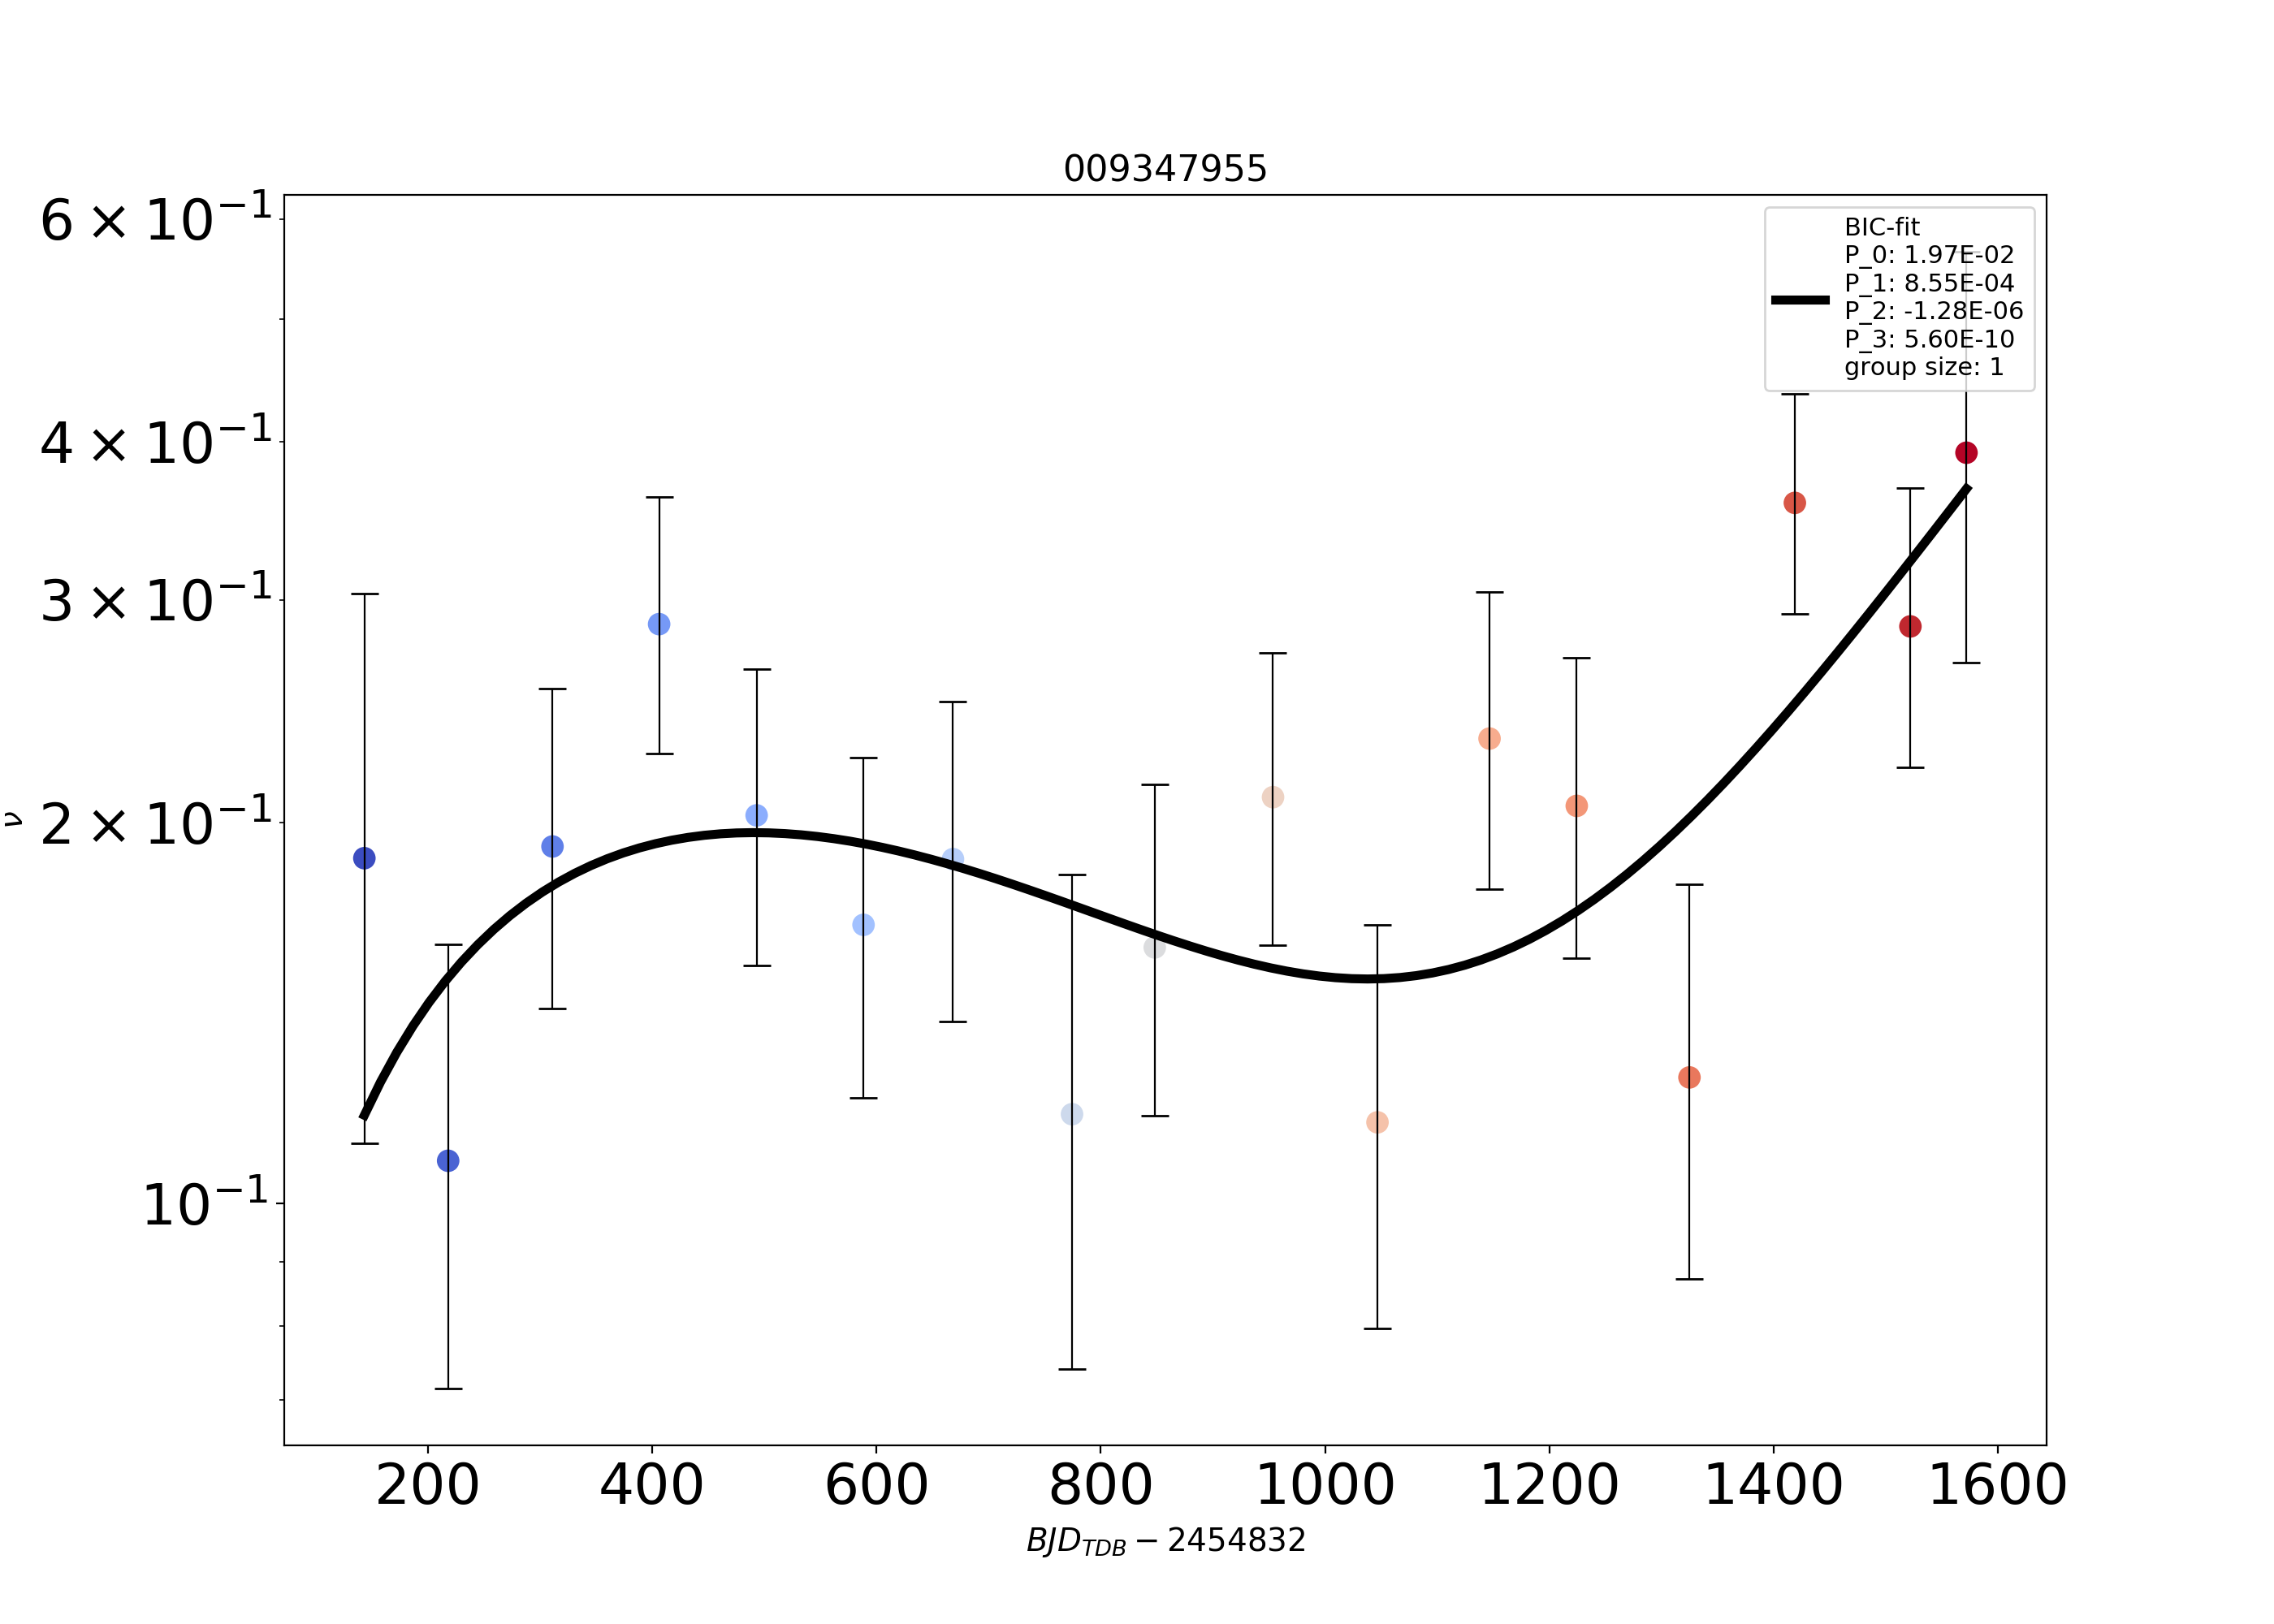 009347955
6 × 10⁻¹
4 × 10⁻¹
3 × 10⁻¹
2 × 10⁻¹
10⁻¹
ν
BIC-fit
P_0: 1.97E-02
P_1: 8.55E-04
P_2: -1.28E-06
P_3: 5.60E-10
group size: 1
200 400 600 800 1000 1200 1400 1600
BJD_TDB − 2454832